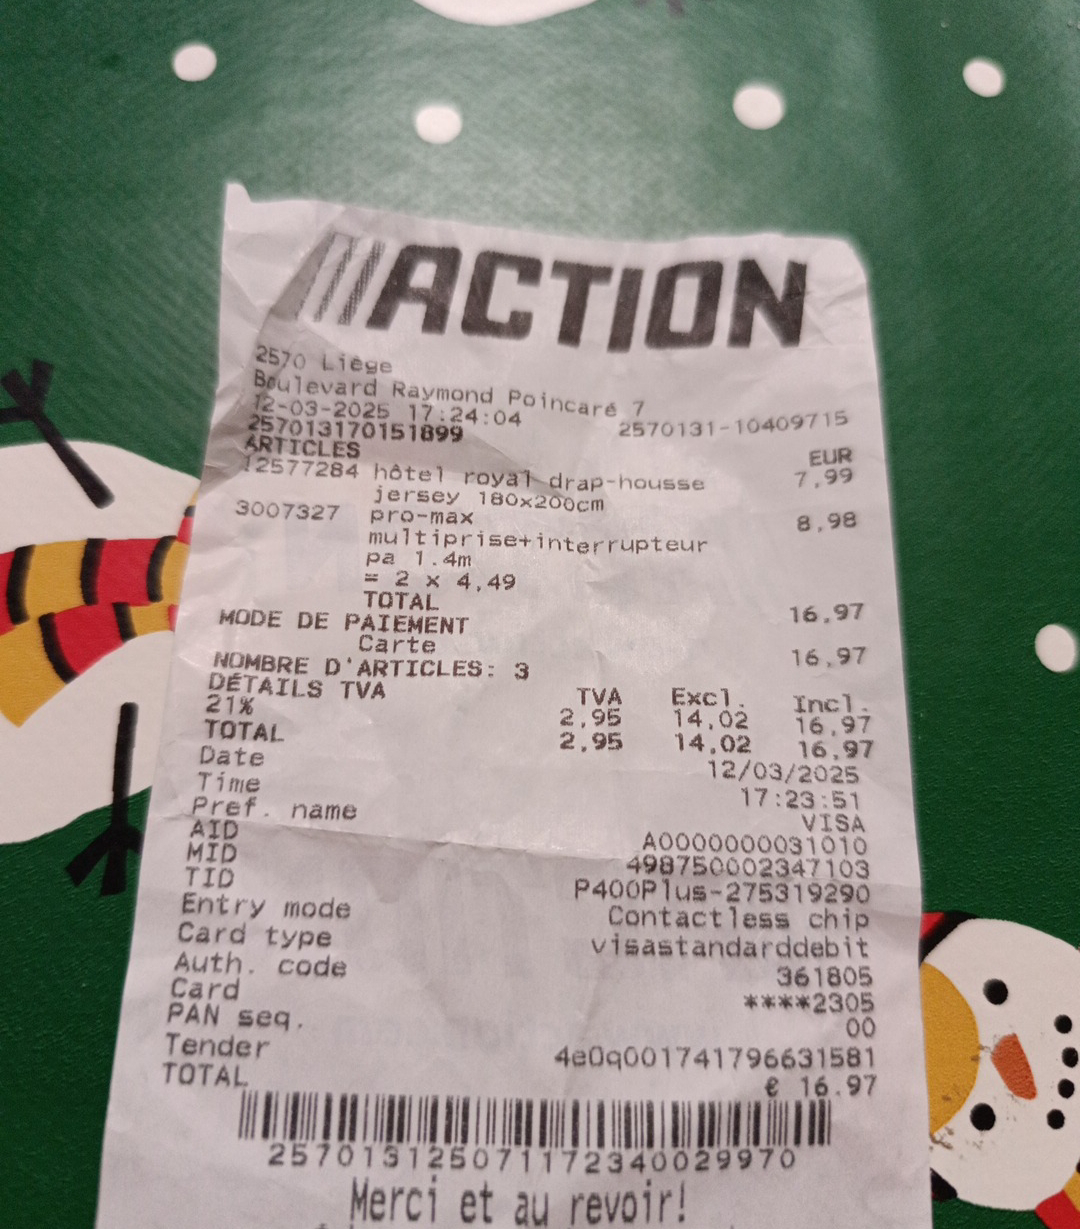 ACTION
2570 Liège
Boulevard Raymond Poincaré 7
12-03-2025 17:24:04 2570131-10409715
257013170151899
ARTICLES EUR
12577284 hôtel royal drap-housse 7,99
jersey 180x200cm
3007327 pro-max 8,98
multiprise+interrupteur
pa 1.4m
= 2 x 4,49
TOTAL 16,97
MODE DE PAIEMENT
Carte 16,97
NOMBRE D'ARTICLES: 3
DÉTAILS TVA TVA Excl. Incl.
21% 2,95 14,02 16,97
TOTAL 2,95 14,02 16,97
Date 12/03/2025
Time 17:23:51
Pref. name VISA
AID A0000000031010
MID 498750002347103
TID P400Plus-275319290
Entry mode Contactless chip
Card type visastandarddebit
Auth. code 361805
Card ****2305
PAN seq. 00
Tender 4e0q001741796631581
TOTAL € 16.97
257013125071172340029970
Merci et au revoir!